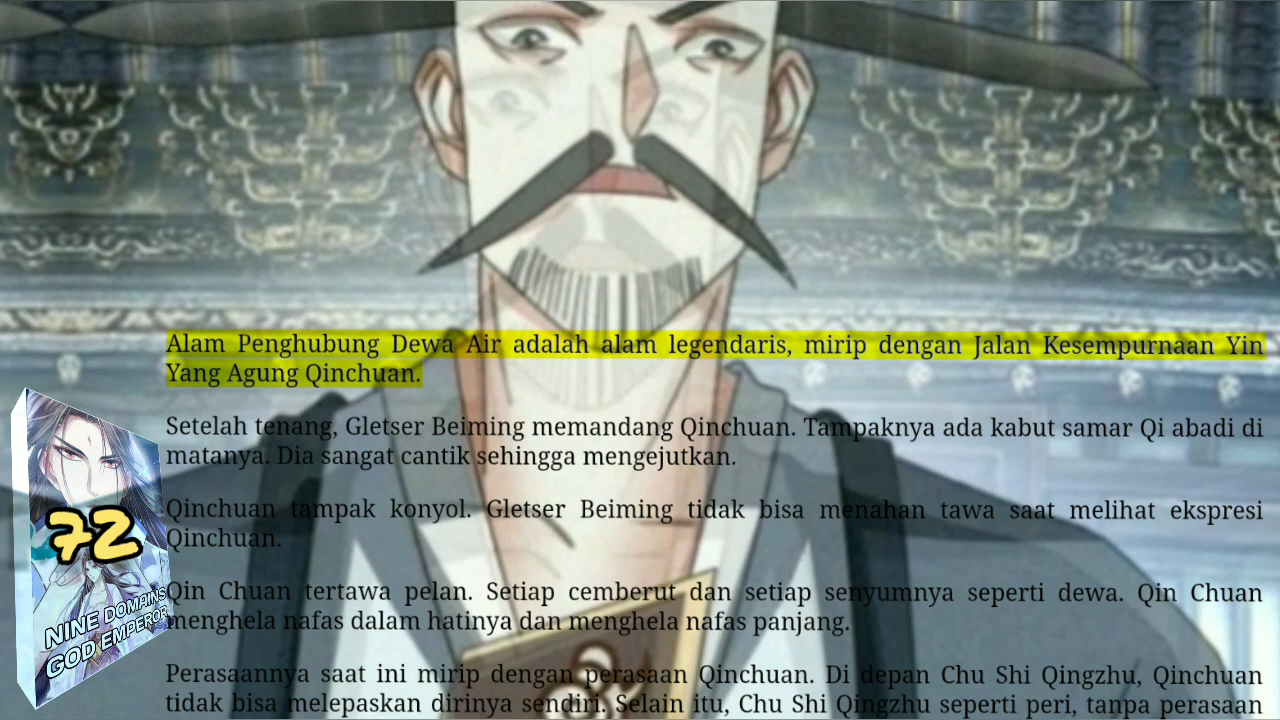 Alam Penghubung Dewa Air adalah alam legendaris, mirip dengan Jalan Kesempurnaan Yin
Yang Agung Qinchuan.
Setelah tenang, Gletser Beiming memandang Qinchuan. Tampaknya ada kabut samar Qi abadi di
matanya. Dia sangat cantik sehingga mengejutkan.
Qinchuan tampak konyol. Gletser Beiming tidak bisa menahan tawa saat melihat ekspresi
Qinchuan.
Qin Chuan tertawa pelan. Setiap cemberut dan setiap senyumnya seperti dewa. Qin Chuan
menghela nafas dalam hatinya dan menghela nafas panjang.
Perasaannya saat ini mirip dengan perasaan Qinchuan. Di depan Chu Shi Qingzhu, Qinchuan
tidak bisa melepaskan dirinya sendiri. Selain itu, Chu Shi Qingzhu seperti peri, tanpa perasaan
72
NINE DOMAINS
GOD EMPEROR